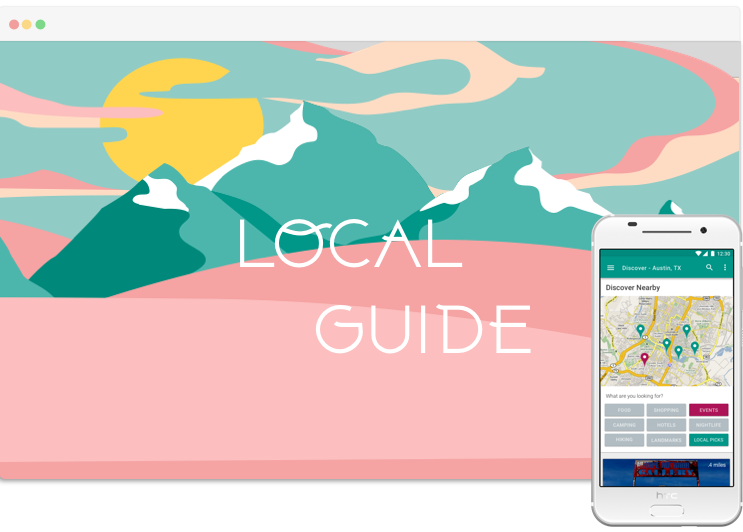 LOCAL
GUIDE
12:30
Discover - Austin, TX
Discover Nearby
What are you looking for?
FOOD SHOPPING EVENTS
CAMPING HOTELS NIGHTLIFE
HIKING LANDMARKS LOCAL PICKS
.4 miles
htc